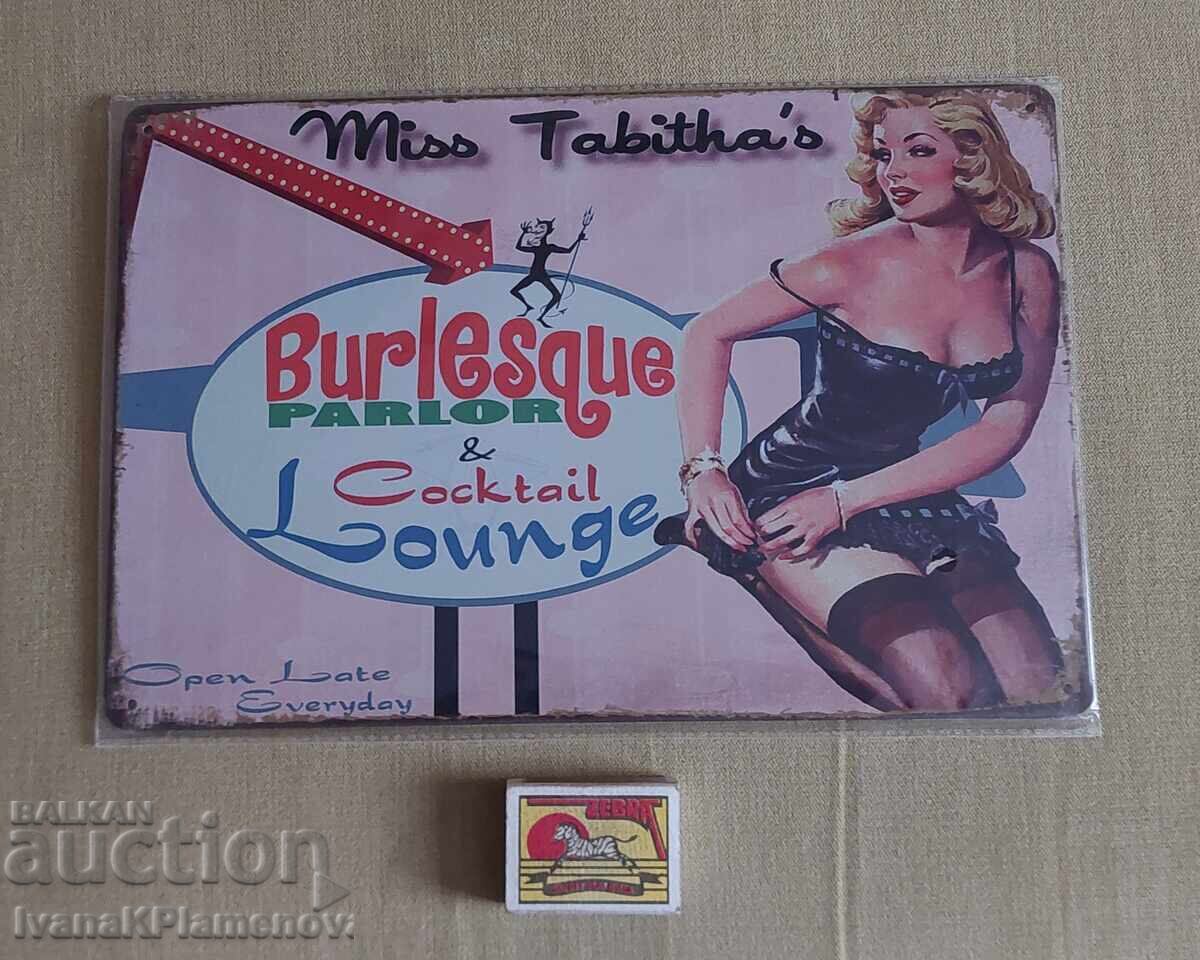 Miss Tabitha's
Burlesque
PARLOR
&
Cocktail
Lounge
Open Late
Everyday
ZEBRA
BALKAN
auction
IvanaKPlamenov